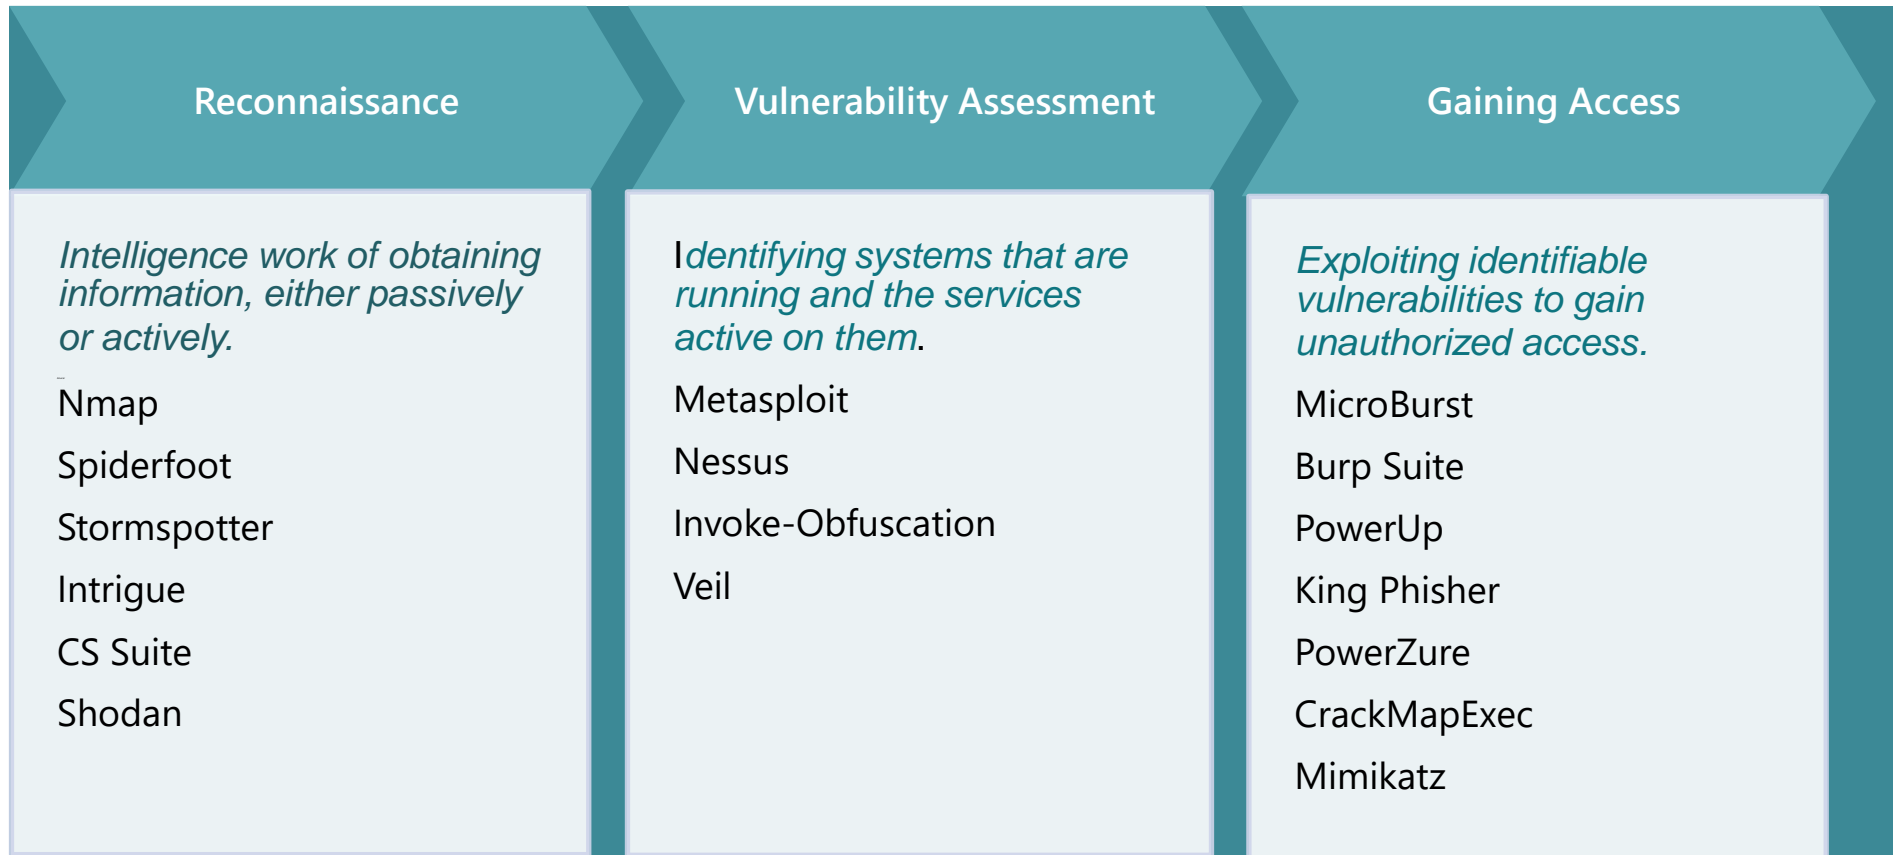 Reconnaissance
Intelligence work of obtaining
information, either passively
or actively.
Nmap
Spiderfoot
Stormspotter
Intrigue
CS Suite
Shodan
Vulnerability Assessment
Identifying systems that are
running and the services
active on them.
Metasploit
Nessus
Invoke-Obfuscation
Veil
Gaining Access
Exploiting identifiable
vulnerabilities to gain
unauthorized access.
MicroBurst
Burp Suite
PowerUp
King Phisher
PowerZure
CrackMapExec
Mimikatz